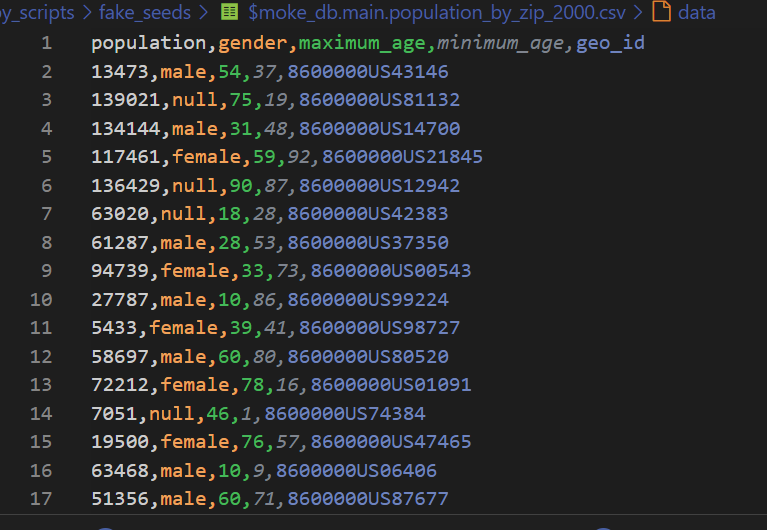 py_scripts > fake_seeds > $moke_db.main.population_by_zip_2000.csv > data
1 population,gender,maximum_age,minimum_age,geo_id
2 13473,male,54,37,8600000US43146
3 139021,null,75,19,8600000US81132
4 134144,male,31,48,8600000US14700
5 117461,female,59,92,8600000US21845
6 136429,null,90,87,8600000US12942
7 63020,null,18,28,8600000US42383
8 61287,male,28,53,8600000US37350
9 94739,female,33,73,8600000US00543
10 27787,male,10,86,8600000US99224
11 5433,female,39,41,8600000US98727
12 58697,male,60,80,8600000US80520
13 72212,female,78,16,8600000US01091
14 7051,null,46,1,8600000US74384
15 19500,female,76,57,8600000US47465
16 63468,male,10,9,8600000US06406
17 51356,male,60,71,8600000US87677